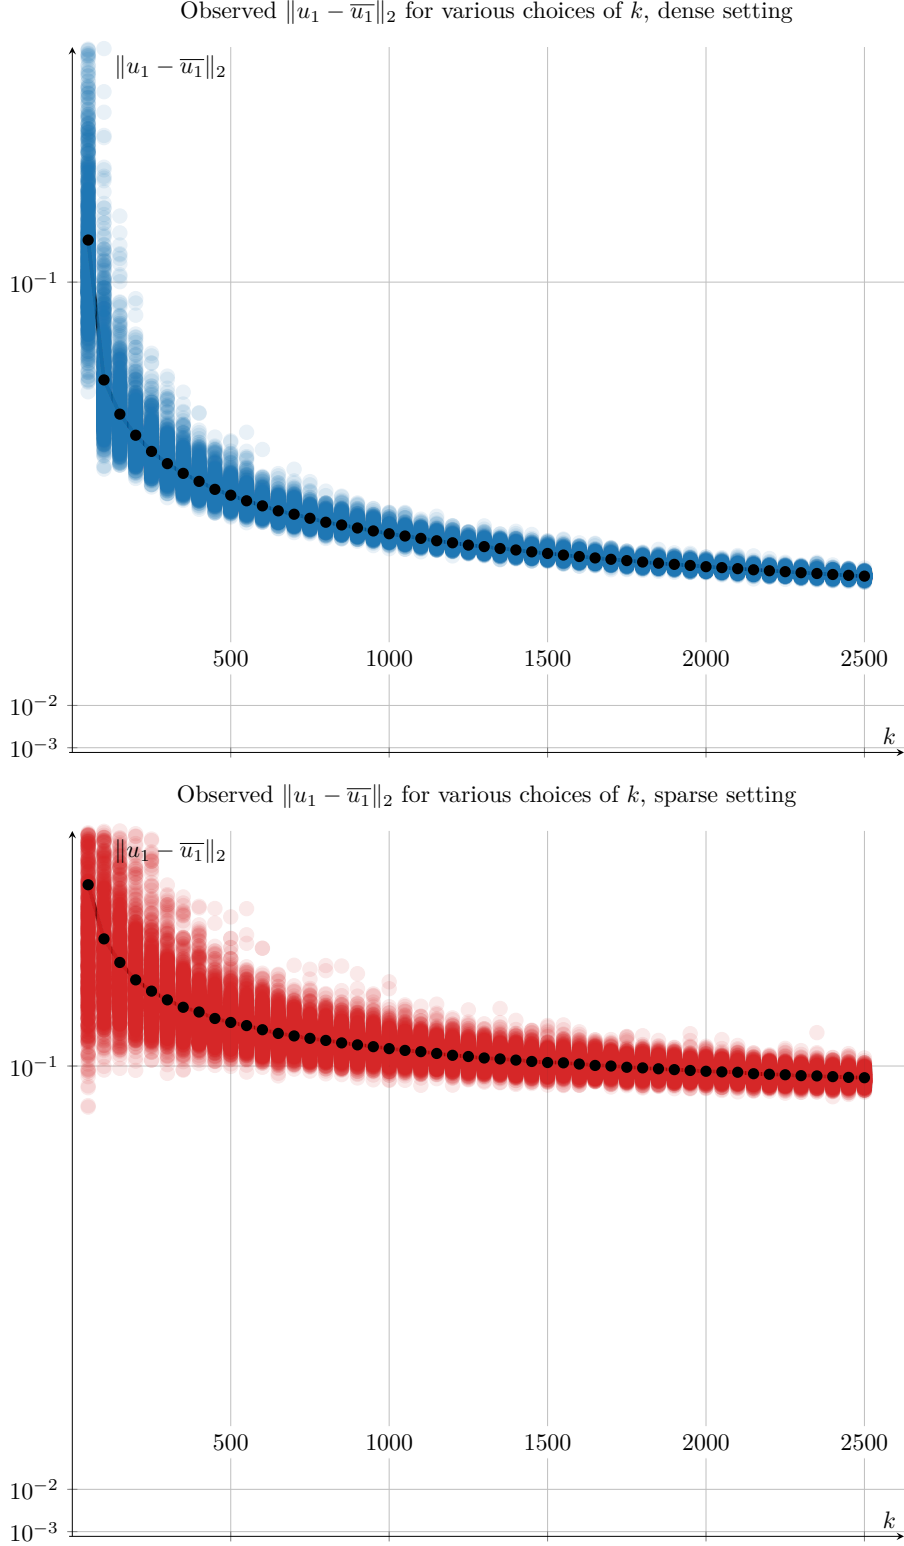 Observed ‖u₁ − u̅₁‖₂ for various choices of k, dense setting
‖u₁ − u̅₁‖₂
10⁻¹
500 1000 1500 2000 2500
10⁻²
10⁻³
k
Observed ‖u₁ − u̅₁‖₂ for various choices of k, sparse setting
‖u₁ − u̅₁‖₂
10⁻¹
500 1000 1500 2000 2500
10⁻²
10⁻³
k